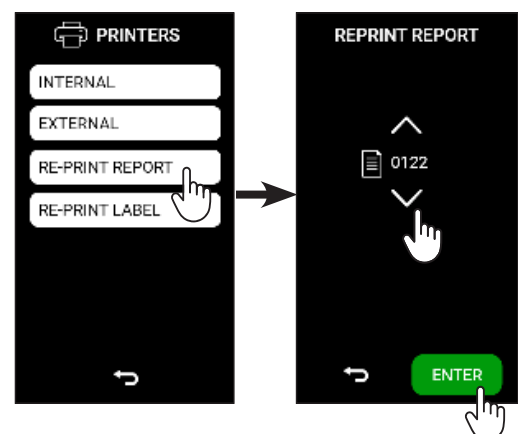 PRINTERS
INTERNAL
EXTERNAL
RE-PRINT REPORT
RE-PRINT LABEL
REPRINT REPORT
0122
ENTER